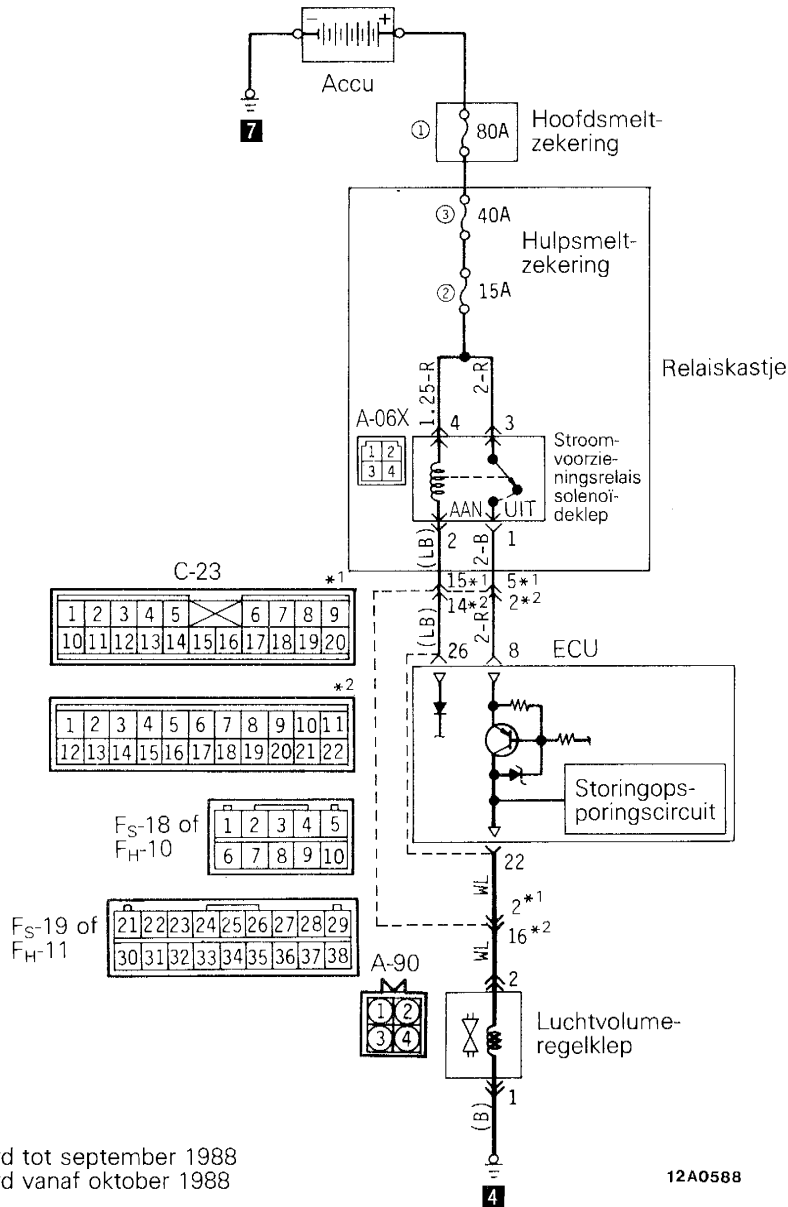 - +
Accu
7
① 80A
Hoofdsmelt-
zekering
③ 40A
Hulpsmelt-
zekering
② 15A
Relaiskastje
1.25-R
2-R
A-06X
4
3
1 2
3 4
Stroom-
voorzie-
ningsrelais
solenoï-
deklep
AAN UIT
(LB)
2
2-B
1
C-23
*1
15*1
5*1
14*2
2*2
(LB)
2-R
1 2 3 4 5 6 7 8 9
10 11 12 13 14 15 16 17 18 19 20
26
8
ECU
*2
1 2 3 4 5 6 7 8 9 10 11
12 13 14 15 16 17 18 19 20 21 22
Storingop-
sporingscircuit
FS-18 of
FH-10
1 2 3 4 5
6 7 8 9 10
22
WL
2*1
16*2
WL
FS-19 of
FH-11
21 22 23 24 25 26 27 28 29
30 31 32 33 34 35 36 37 38
A-90
2
1 2
3 4
Luchtvolume-
regelklep
1
(B)
4
rd tot september 1988
rd vanaf oktober 1988
12A0588